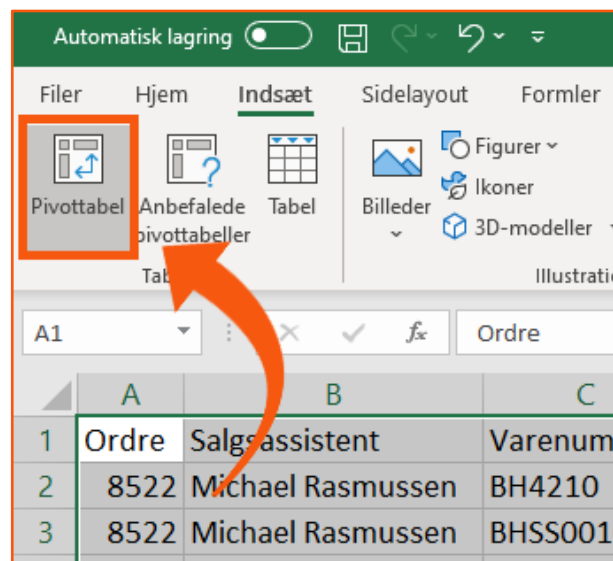 Automatisk lagring
Filer Hjem Indsæt Sidelayout Formler
Pivottabel Anbefalede pivottabeller Tabel Billeder Figurer
Ikoner
3D-modeller
A1 fx Ordre
A B C
1 Ordre Salgsassistent
2 8522 Michael Rasmussen BH4210
3 8522 Michael Rasmussen BHSS001